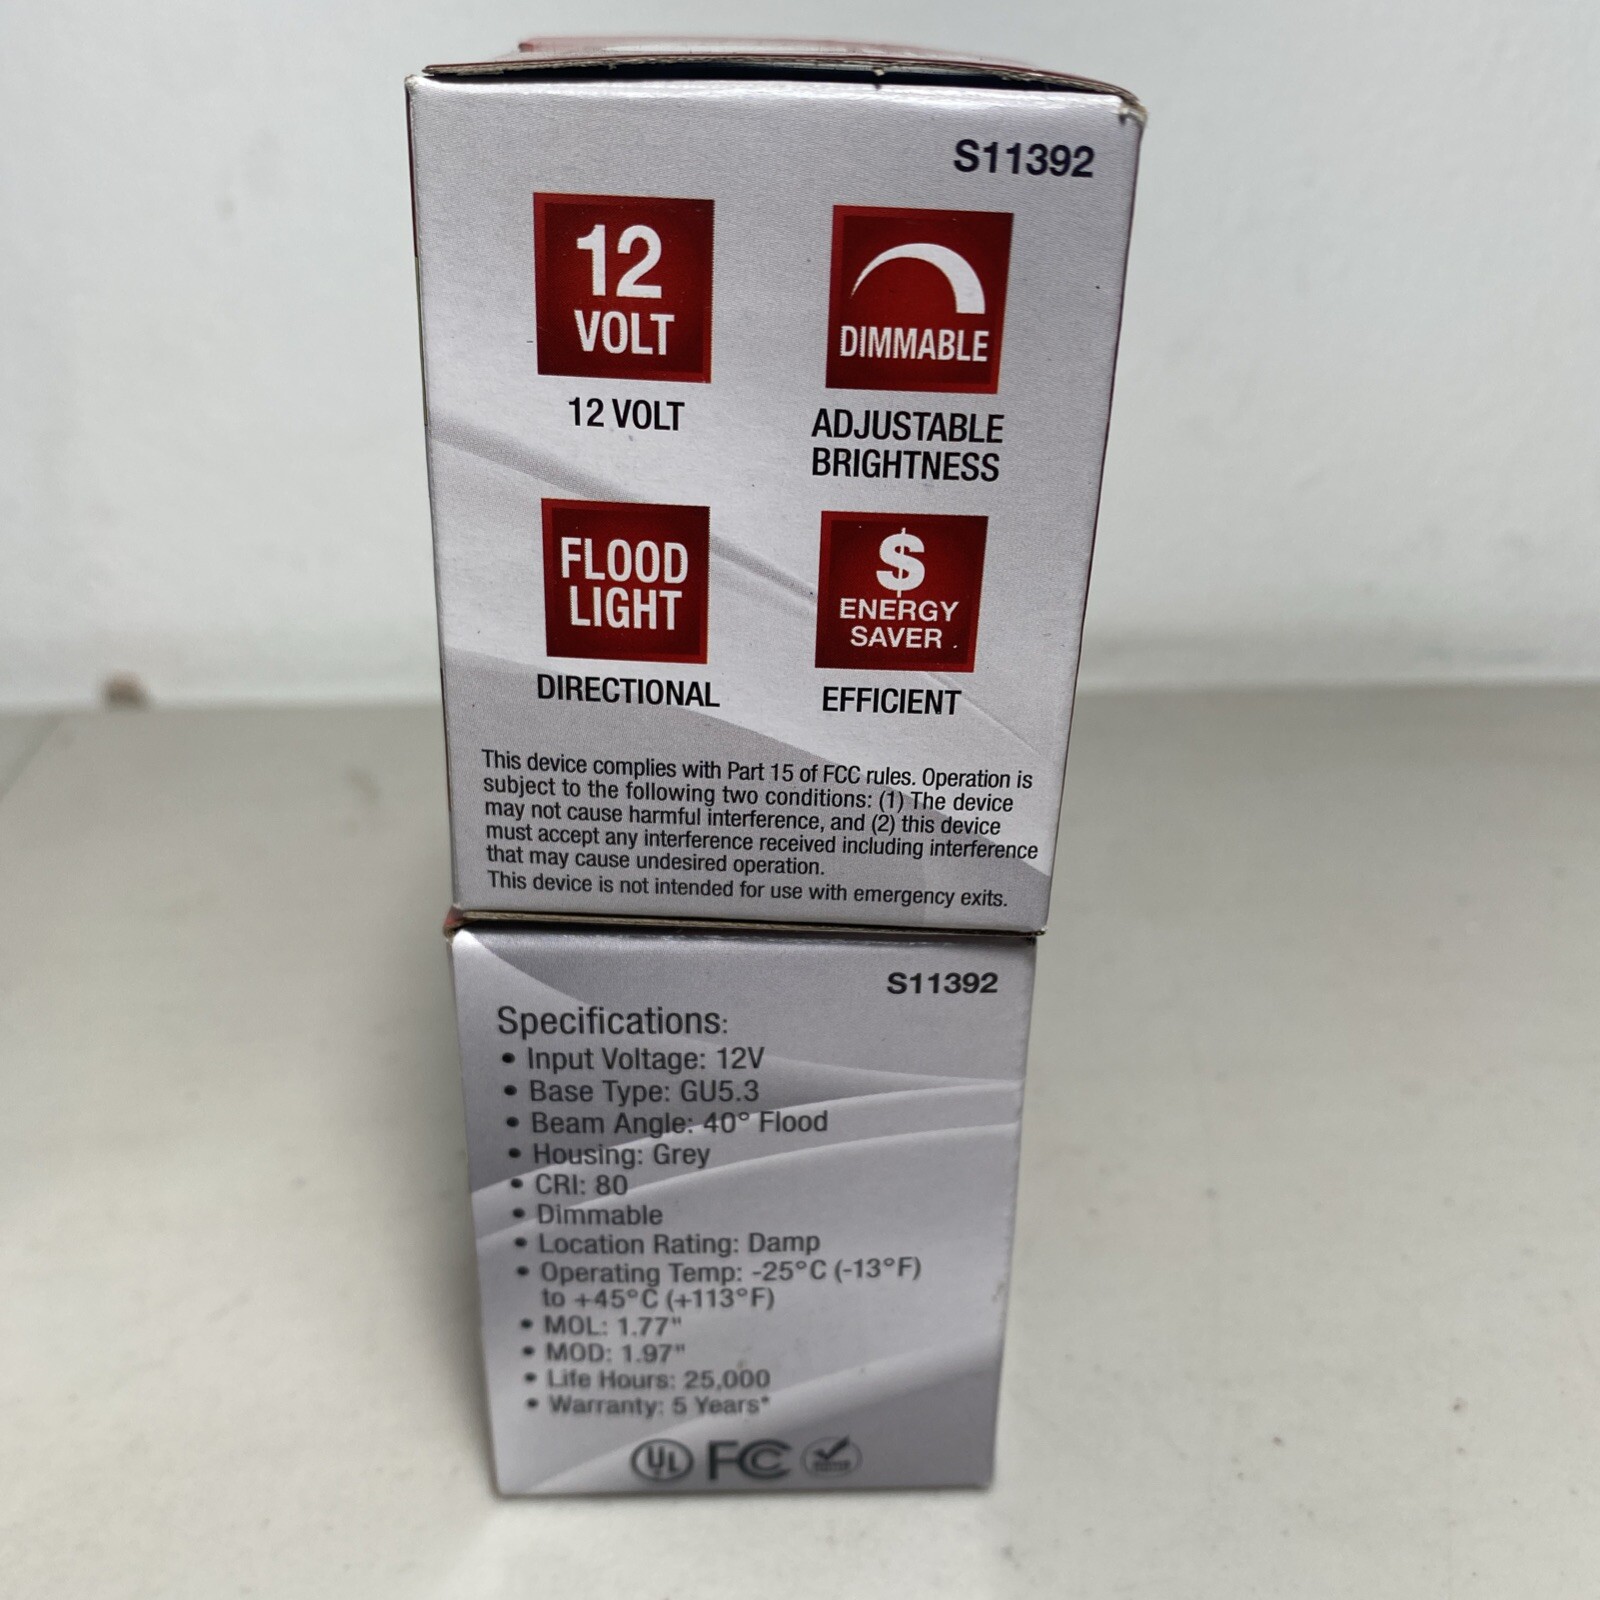 S11392
12
VOLT
12 VOLT
DIMMABLE
ADJUSTABLE
BRIGHTNESS
FLOOD
LIGHT
DIRECTIONAL
$
ENERGY
SAVER
EFFICIENT
This device complies with Part 15 of FCC rules. Operation is
subject to the following two conditions: (1) The device
may not cause harmful interference, and (2) this device
must accept any interference received including interference
that may cause undesired operation.
This device is not intended for use with emergency exits.
S11392
Specifications:
• Input Voltage: 12V
• Base Type: GU5.3
• Beam Angle: 40° Flood
• Housing: Grey
• CRI: 80
• Dimmable
• Location Rating: Damp
• Operating Temp: -25°C (-13°F)
to +45°C (+113°F)
• MOL: 1.77"
• MOD: 1.97"
• Life Hours: 25,000
• Warranty: 5 Years*
UL FC